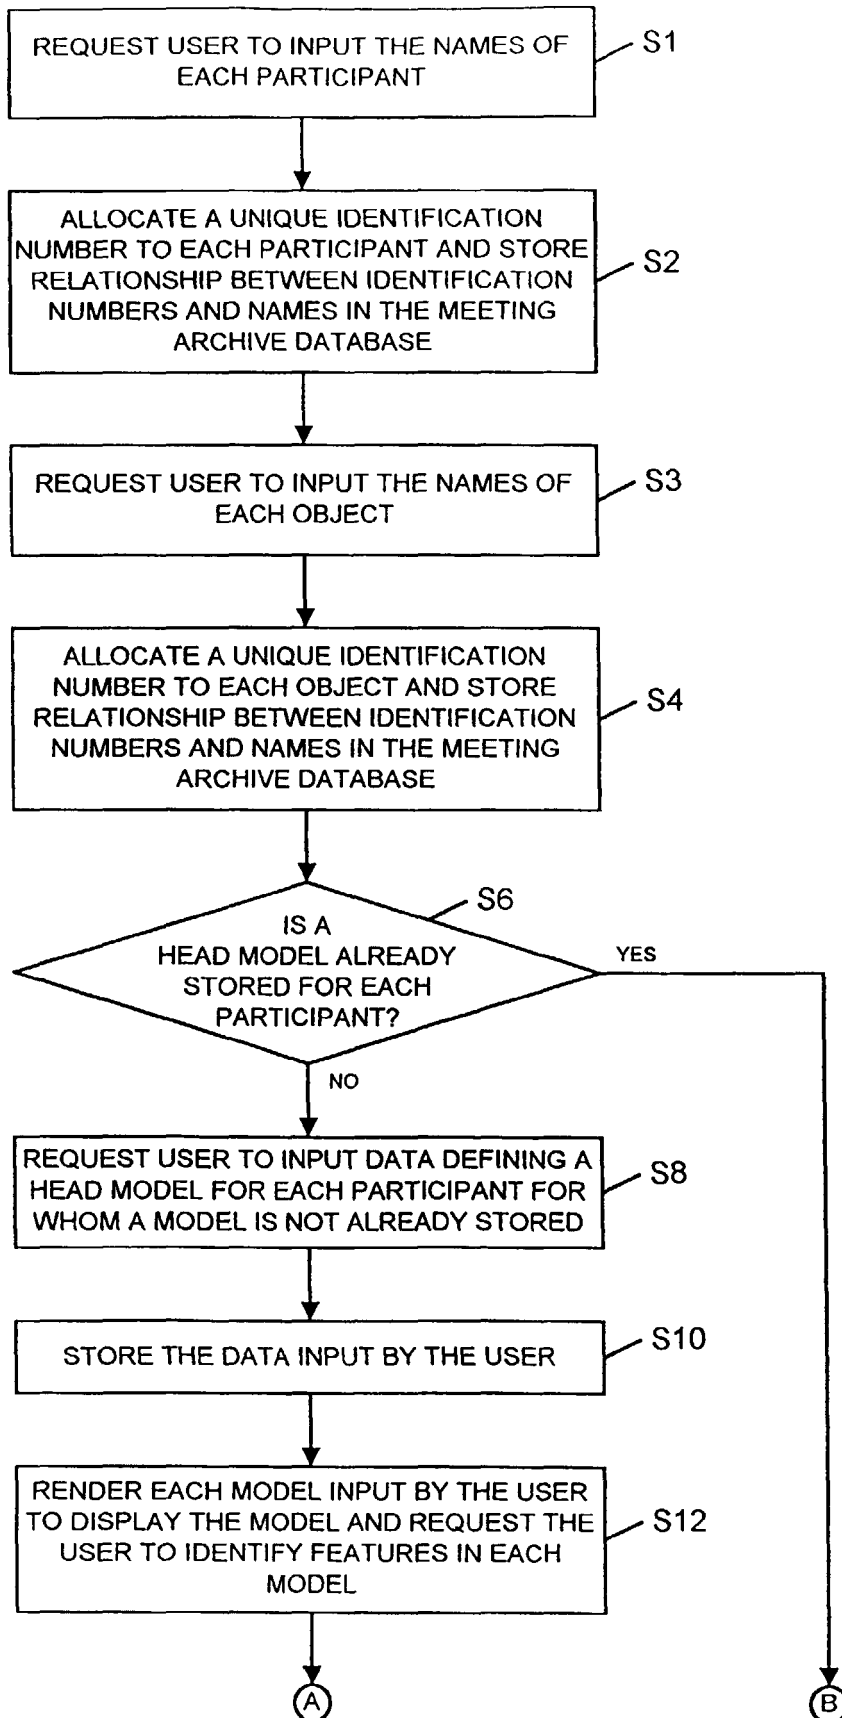 REQUEST USER TO INPUT THE NAMES OF
EACH PARTICIPANT
S1
ALLOCATE A UNIQUE IDENTIFICATION
NUMBER TO EACH PARTICIPANT AND STORE
RELATIONSHIP BETWEEN IDENTIFICATION
NUMBERS AND NAMES IN THE MEETING
ARCHIVE DATABASE
S2
REQUEST USER TO INPUT THE NAMES OF
EACH OBJECT
S3
ALLOCATE A UNIQUE IDENTIFICATION
NUMBER TO EACH OBJECT AND STORE
RELATIONSHIP BETWEEN IDENTIFICATION
NUMBERS AND NAMES IN THE MEETING
ARCHIVE DATABASE
S4
IS A
HEAD MODEL ALREADY
STORED FOR EACH
PARTICIPANT?
S6
YES
NO
REQUEST USER TO INPUT DATA DEFINING A
HEAD MODEL FOR EACH PARTICIPANT FOR
WHOM A MODEL IS NOT ALREADY STORED
S8
STORE THE DATA INPUT BY THE USER
S10
RENDER EACH MODEL INPUT BY THE USER
TO DISPLAY THE MODEL AND REQUEST THE
USER TO IDENTIFY FEATURES IN EACH
MODEL
S12
A
B